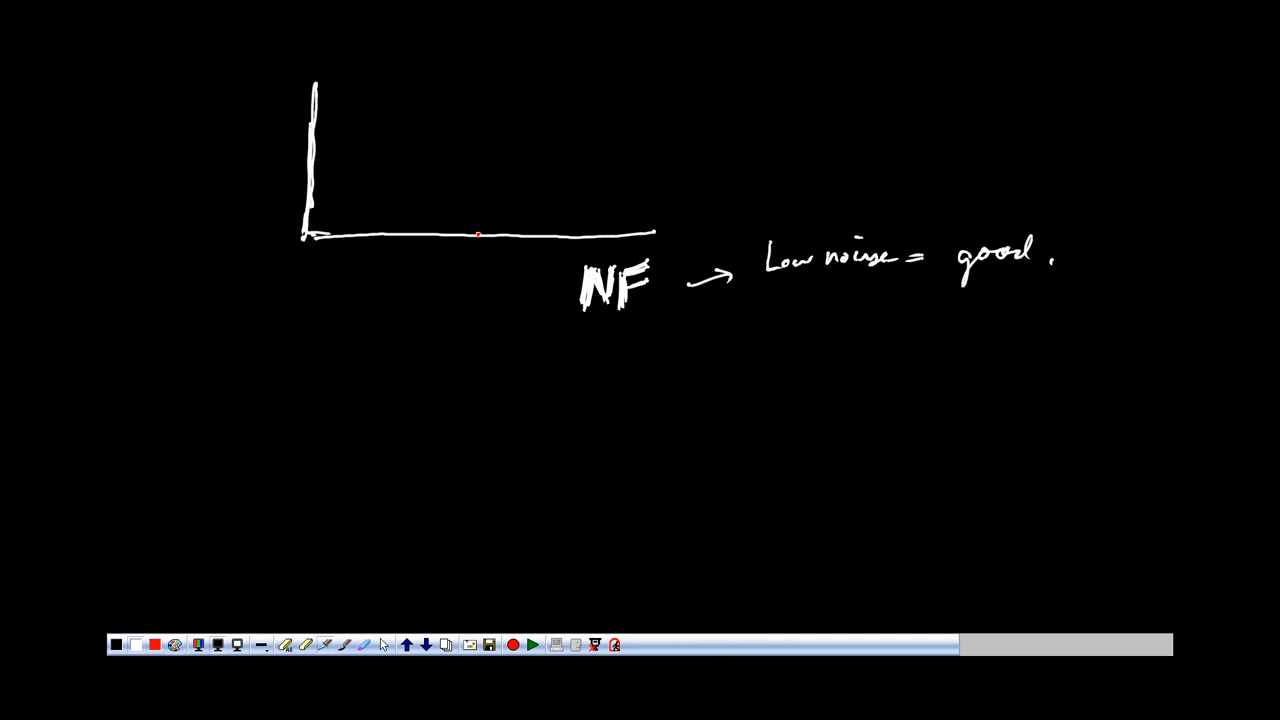 NF → Low noise = good.